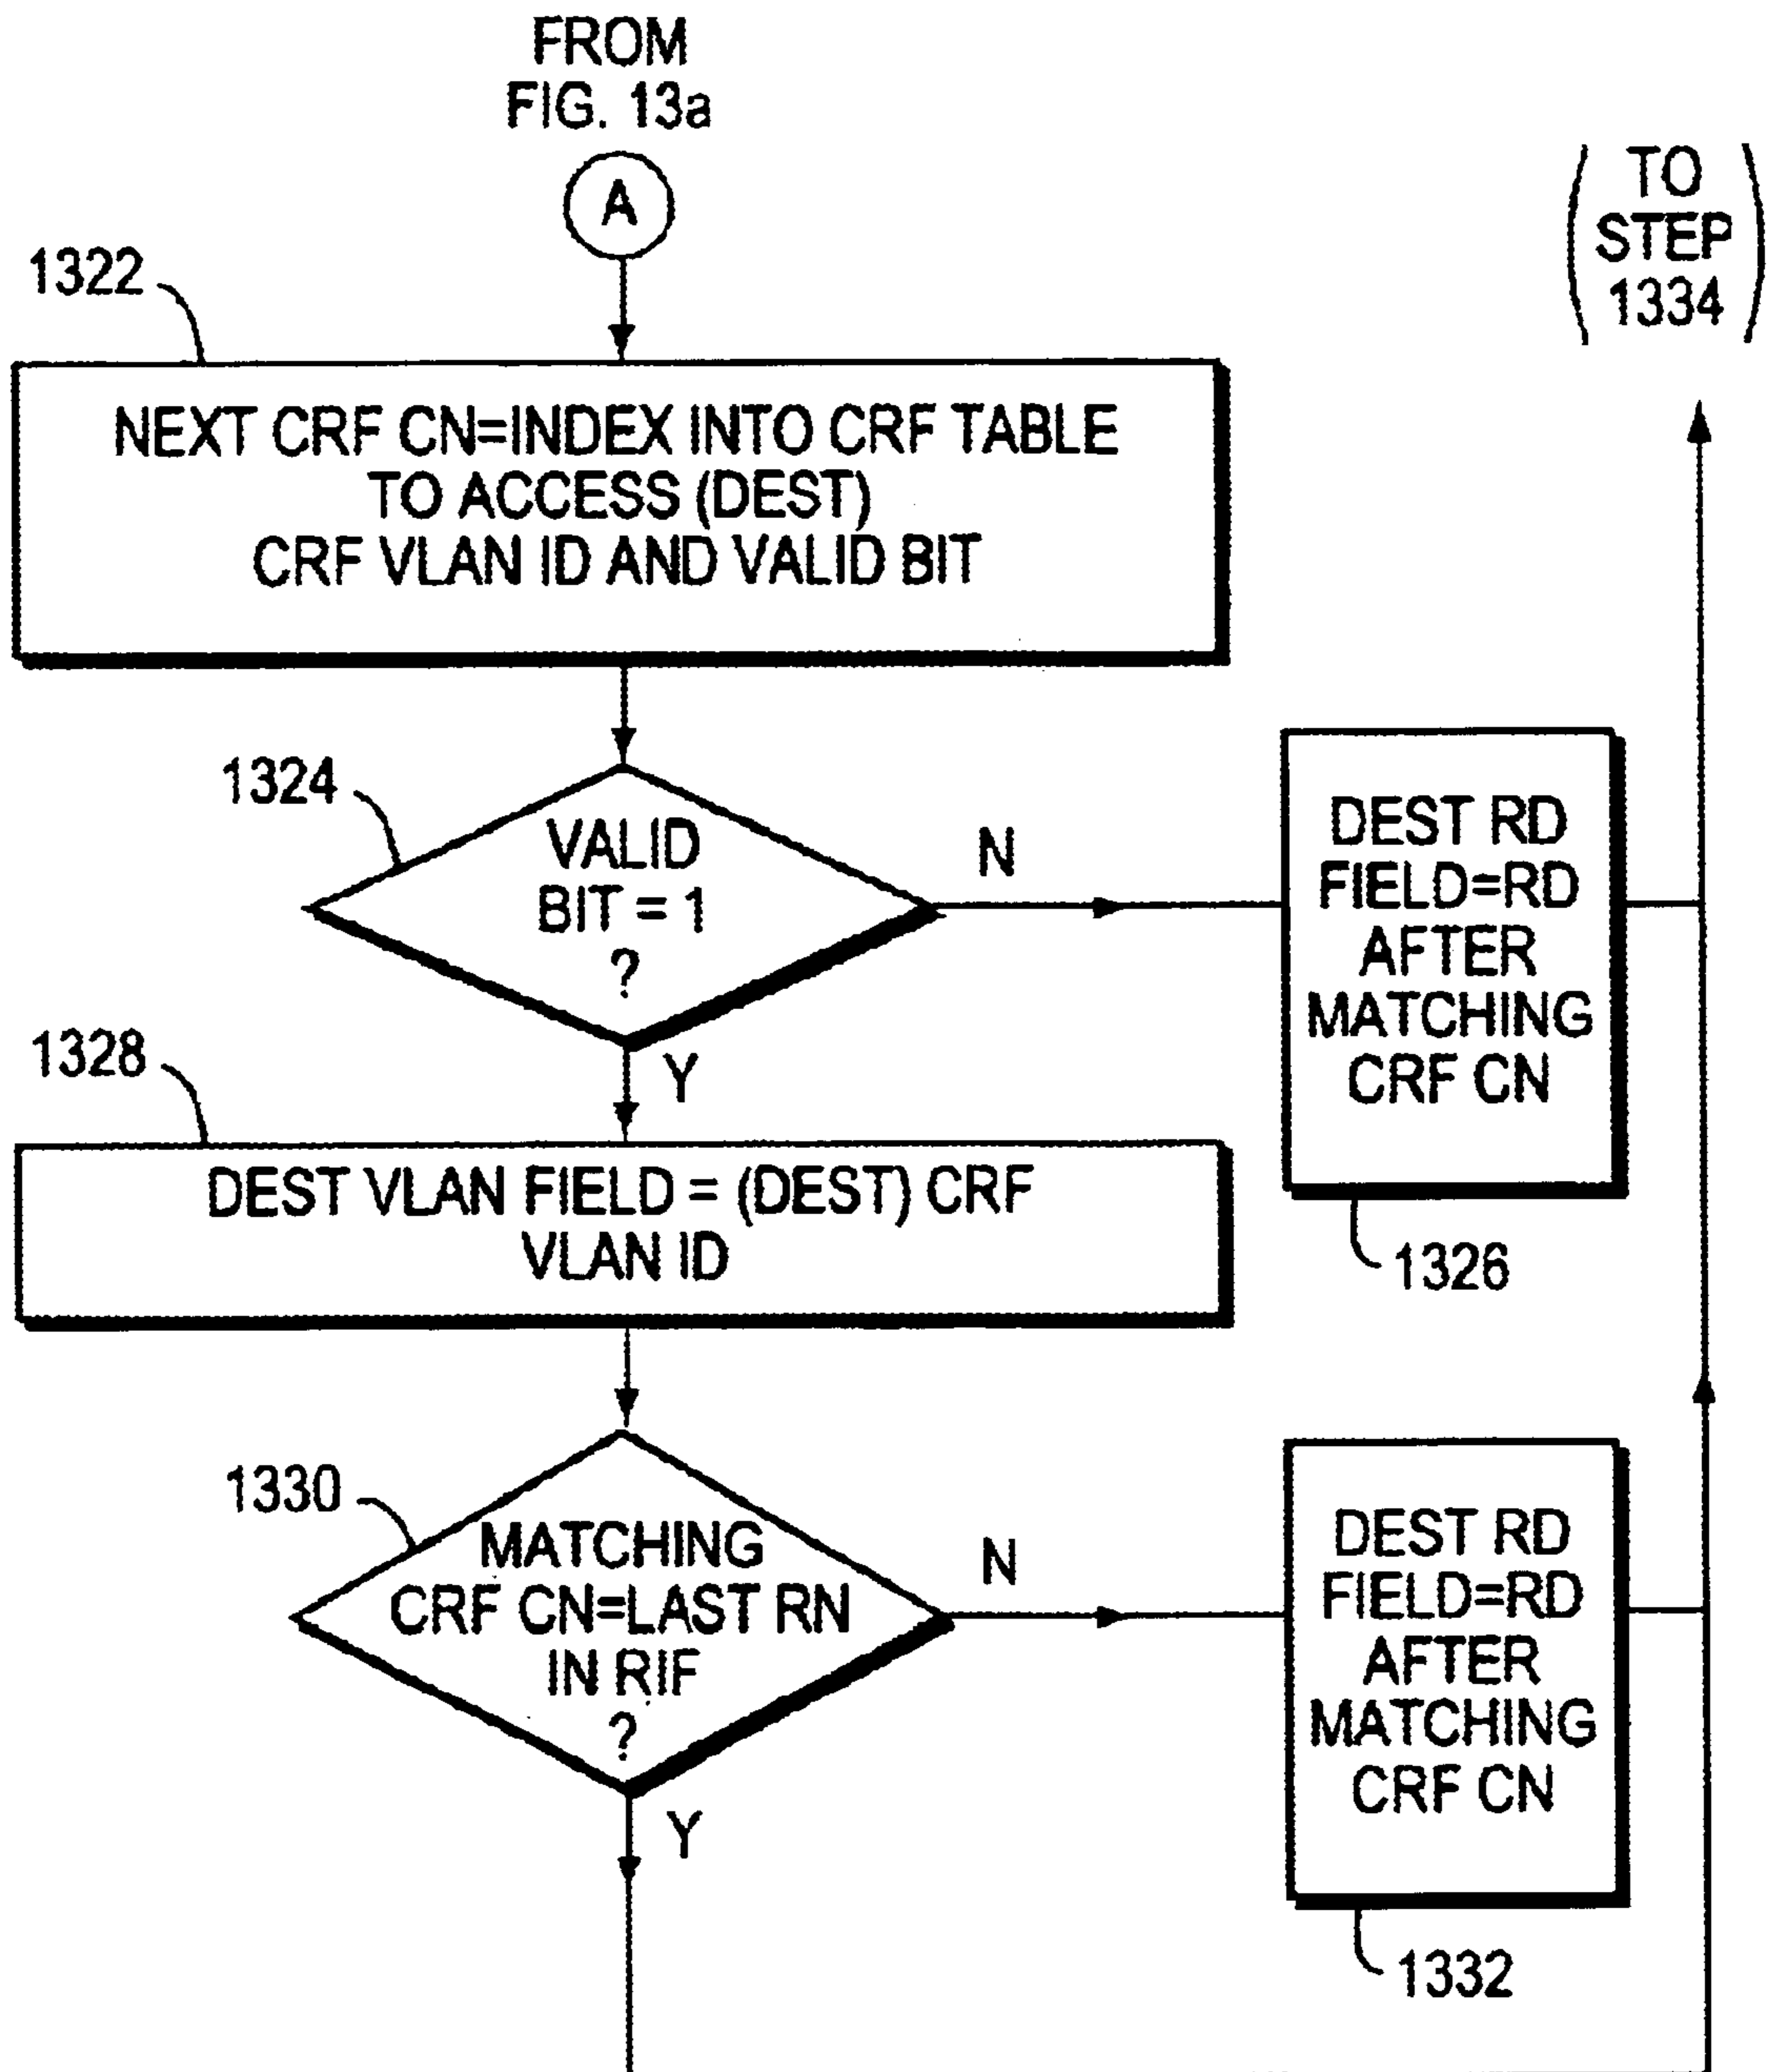 FROM
FIG. 13a
A
( TO
STEP
1334 )
1322
NEXT CRF CN=INDEX INTO CRF TABLE
TO ACCESS (DEST)
CRF VLAN ID AND VALID BIT
1324
VALID
BIT = 1
?
N
Y
DEST RD
FIELD=RD
AFTER
MATCHING
CRF CN
1326
1328
DEST VLAN FIELD = (DEST) CRF
VLAN ID
1330
MATCHING
CRF CN=LAST RN
IN RIF
?
N
Y
DEST RD
FIELD=RD
AFTER
MATCHING
CRF CN
1332